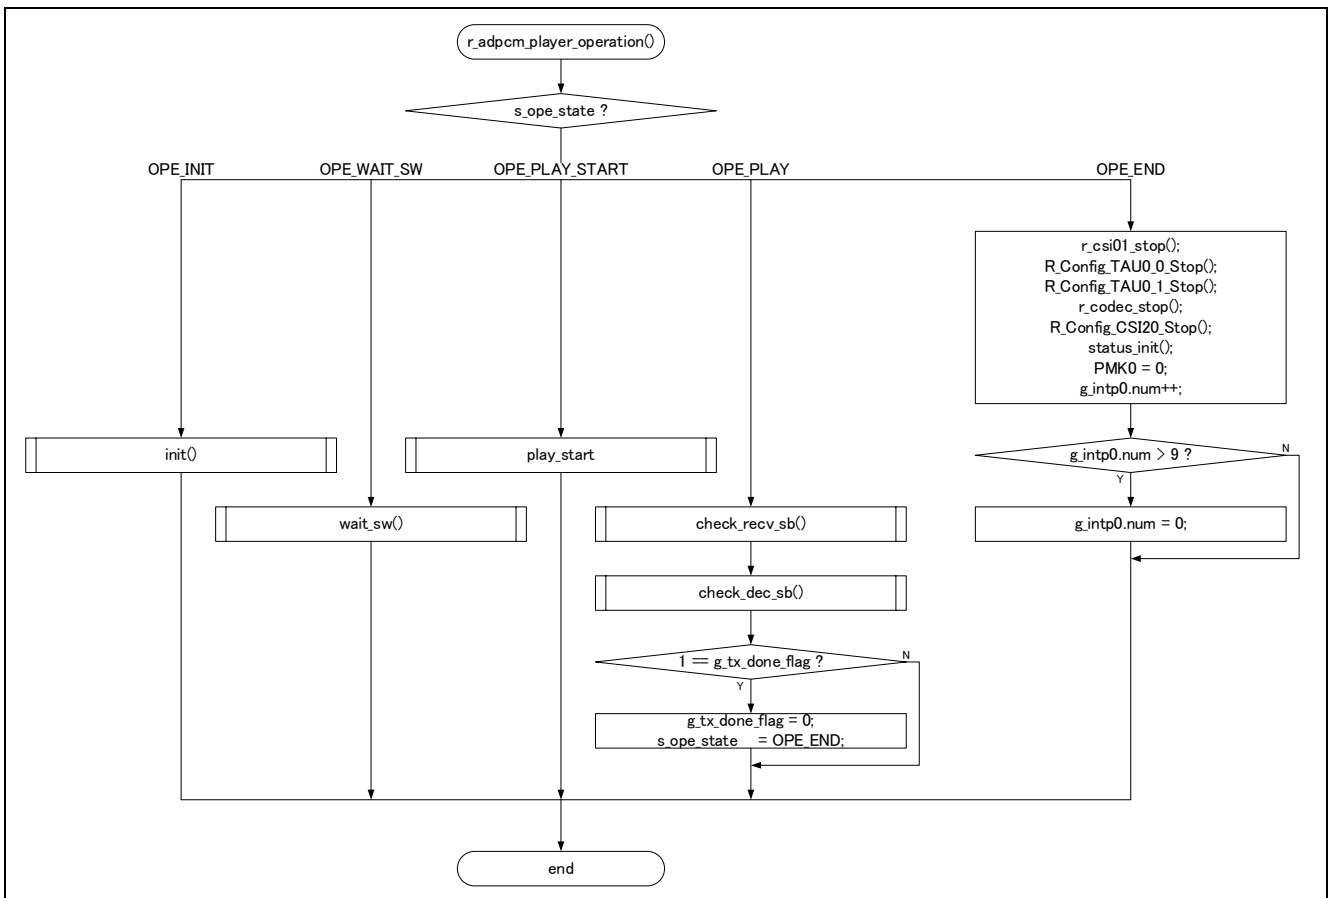 r_adpcm_player_operation()
s_ope_state ?
OPE_INIT
OPE_WAIT_SW
OPE_PLAY_START
OPE_PLAY
OPE_END
r_csi01_stop();
R_Config_TAU0_0_Stop();
R_Config_TAU0_1_Stop();
r_codec_stop();
R_Config_CSI20_Stop();
status_init();
PMK0 = 0;
g_intp0.num++;
init()
play_start
g_intp0.num > 9 ?
N
Y
wait_sw()
check_recv_sb()
g_intp0.num = 0;
check_dec_sb()
1 == g_tx_done_flag ?
N
Y
g_tx_done_flag = 0;
s_ope_state = OPE_END;
end